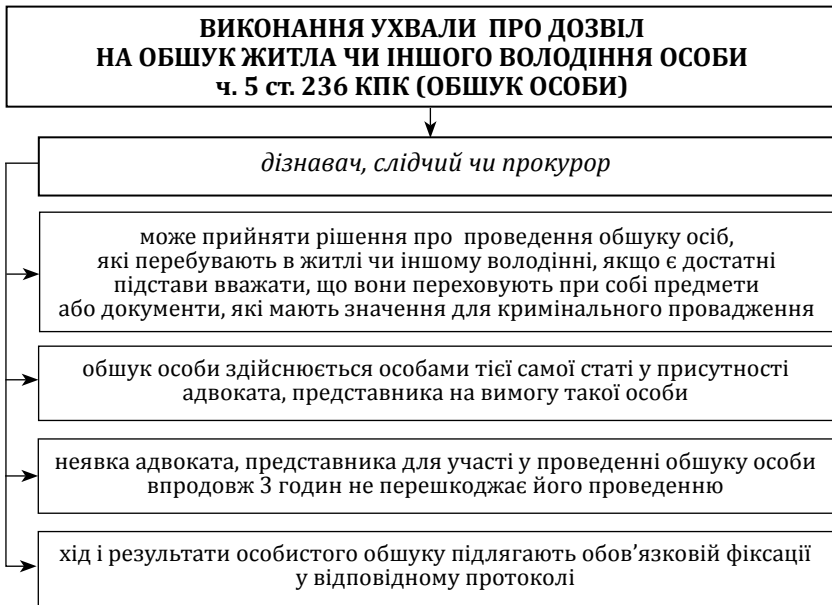 ВИКОНАННЯ УХВАЛИ ПРО ДОЗВІЛ
НА ОБШУК ЖИТЛА ЧИ ІНШОГО ВОЛОДІННЯ ОСОБИ
ч. 5 ст. 236 КПК (ОБШУК ОСОБИ)
дізнавач, слідчий чи прокурор
може прийняти рішення про проведення обшуку осіб,
які перебувають в житлі чи іншому володінні, якщо є достатні
підстави вважати, що вони переховують при собі предмети
або документи, які мають значення для кримінального провадження
обшук особи здійснюється особами тієї самої статі у присутності
адвоката, представника на вимогу такої особи
неявка адвоката, представника для участі у проведенні обшуку особи
впродовж 3 годин не перешкоджає його проведенню
хід і результати особистого обшуку підлягають обов’язковій фіксації
у відповідному протоколі